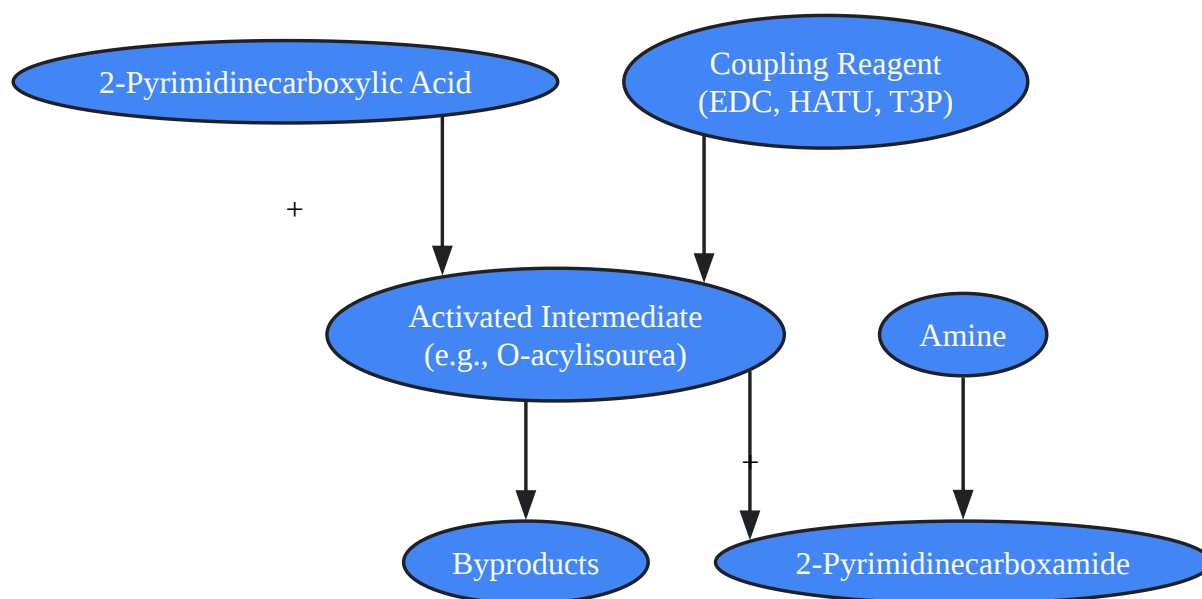 2-Pyrimidinecarboxylic Acid
Coupling Reagent
(EDC, HATU, T3P)
+
Activated Intermediate
(e.g., O-acylisourea)
Amine
+
Byproducts
2-Pyrimidinecarboxamide